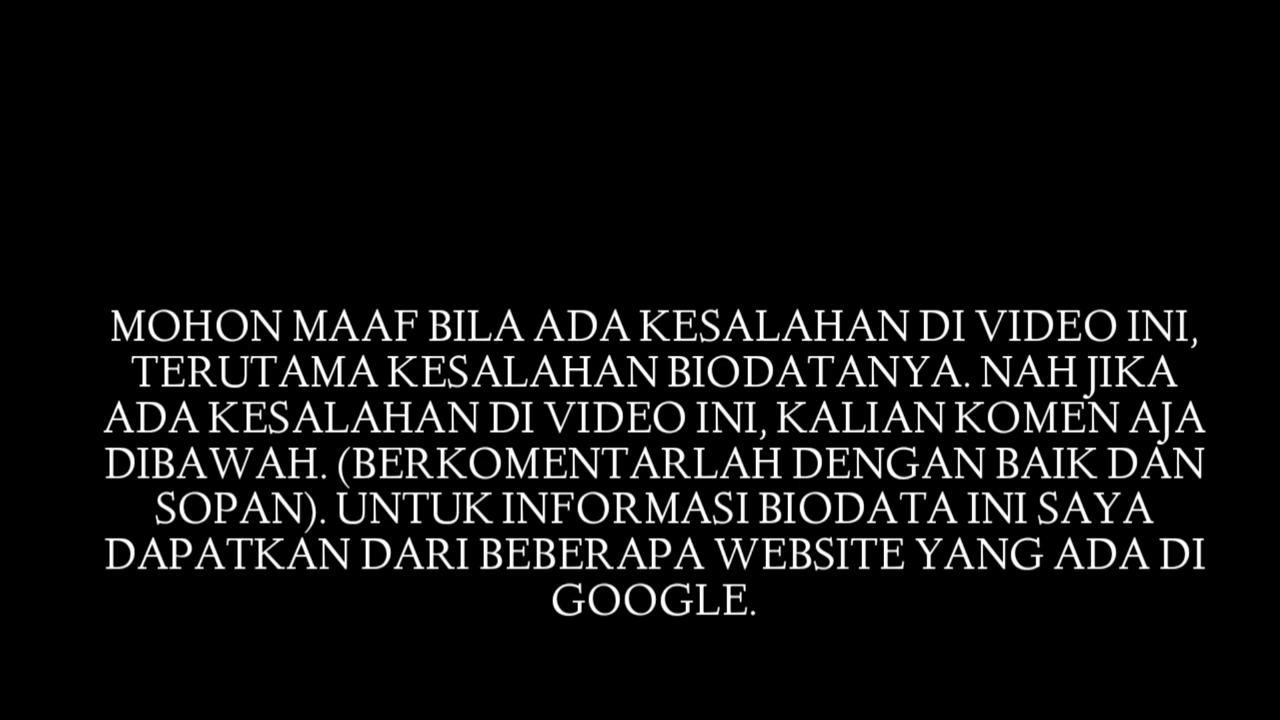 MOHON MAAF BILA ADA KESALAHAN DI VIDEO INI,
TERUTAMA KESALAHAN BIODATANYA. NAH JIKA
ADA KESALAHAN DI VIDEO INI, KALIAN KOMEN AJA
DIBAWAH. (BERKOMENTARLAH DENGAN BAIK DAN
SOPAN). UNTUK INFORMASI BIODATA INI SAYA
DAPATKAN DARI BEBERAPA WEBSITE YANG ADA DI
GOOGLE.